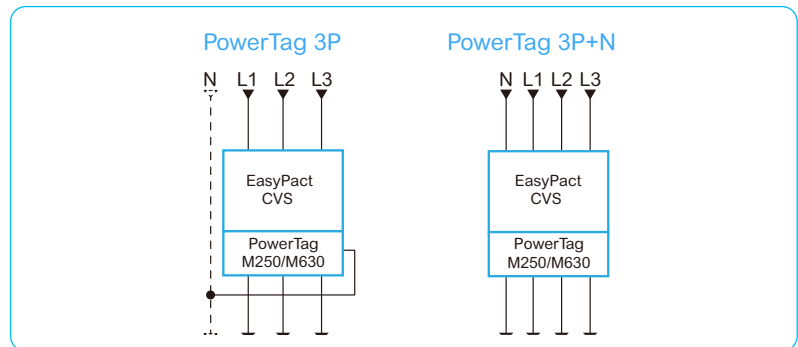 PowerTag 3P
N L1 L2 L3
EasyPact
CVS
PowerTag
M250/M630
PowerTag 3P+N
N L1 L2 L3
EasyPact
CVS
PowerTag
M250/M630